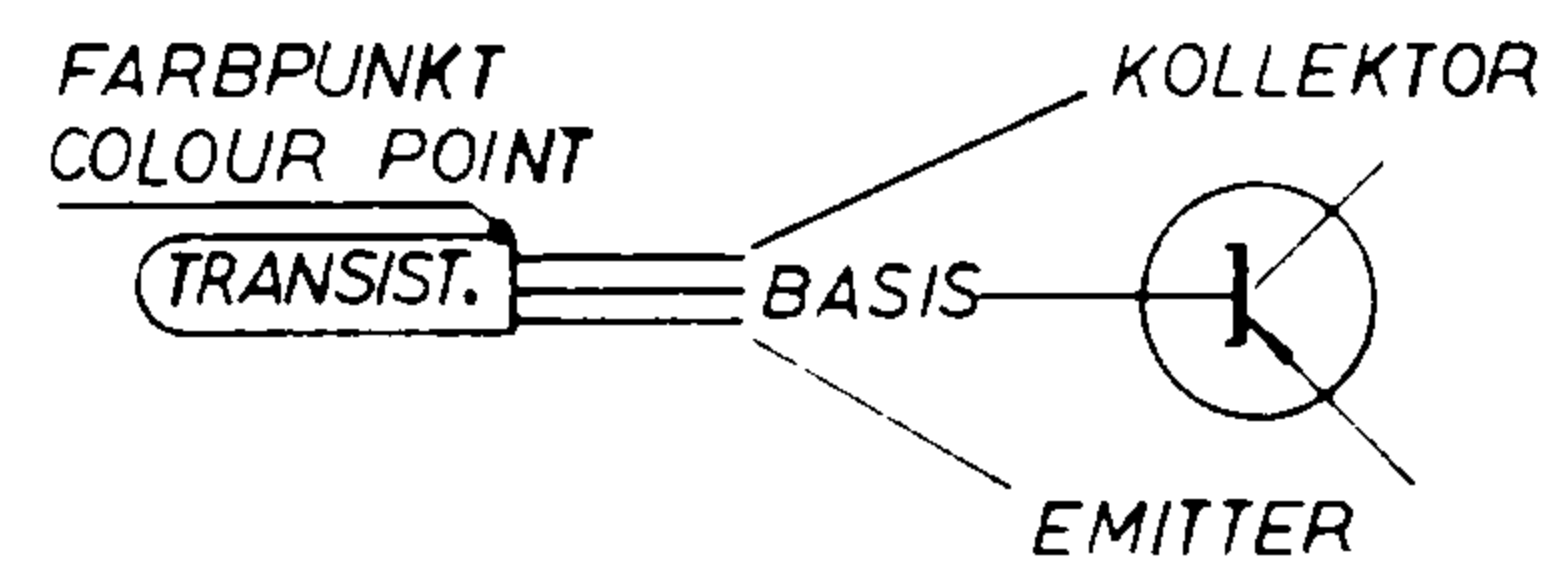 FARBPUNKT
COLOUR POINT
KOLLEKTOR
TRANSIST.
BASIS
EMITTER